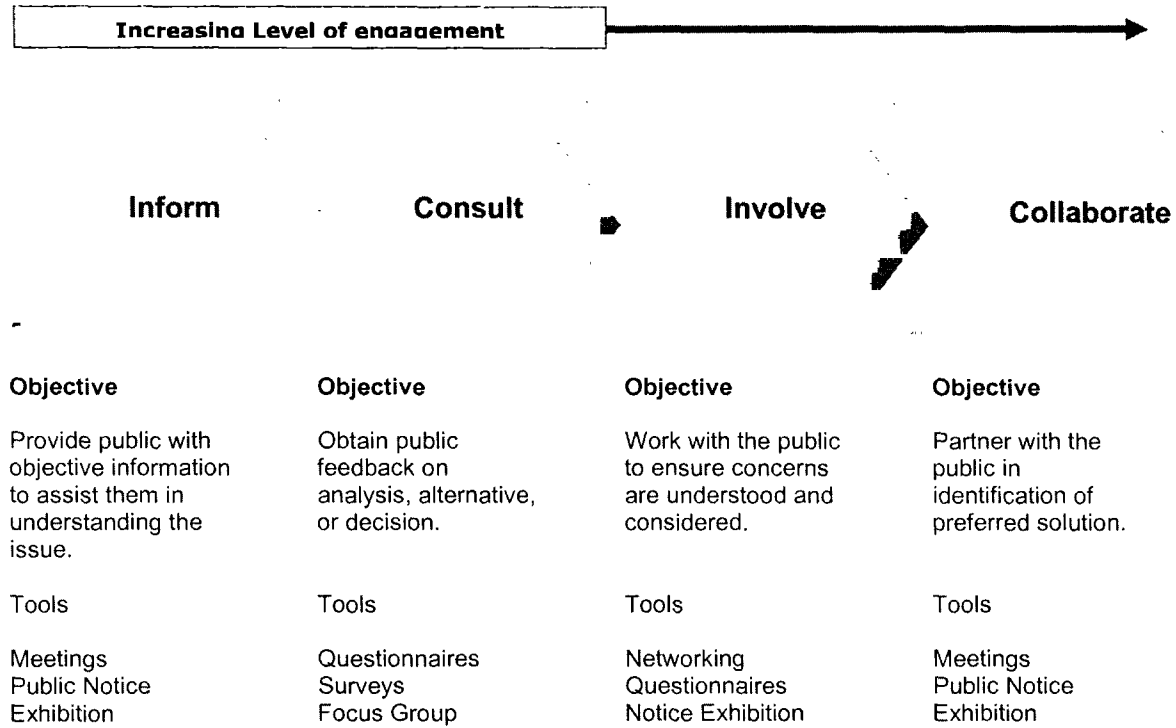 Increasing Level of engagement
Inform
Consult
Involve
Collaborate
Objective
Provide public with
objective information
to assist them in
understanding the
issue.
Tools
Meetings
Public Notice
Exhibition
Objective
Obtain public
feedback on
analysis, alternative,
or decision.
Tools
Questionnaires
Surveys
Focus Group
Objective
Work with the public
to ensure concerns
are understood and
considered.
Tools
Networking
Questionnaires
Notice Exhibition
Objective
Partner with the
public in
identification of
preferred solution.
Tools
Meetings
Public Notice
Exhibition